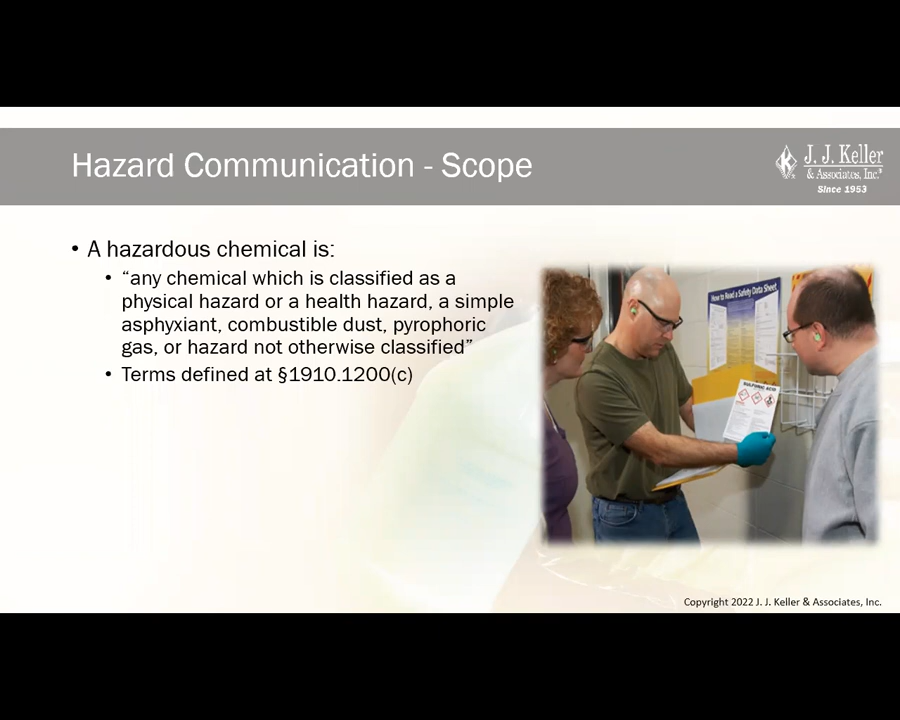 Hazard Communication - Scope
J. J. Keller
& Associates, Inc.®
Since 1953
• A hazardous chemical is:
• “any chemical which is classified as a
physical hazard or a health hazard, a simple
asphyxiant, combustible dust, pyrophoric
gas, or hazard not otherwise classified”
• Terms defined at §1910.1200(c)
How to Read a Safety Data Sheet
SULFURIC ACID
Copyright 2022 J. J. Keller & Associates, Inc.